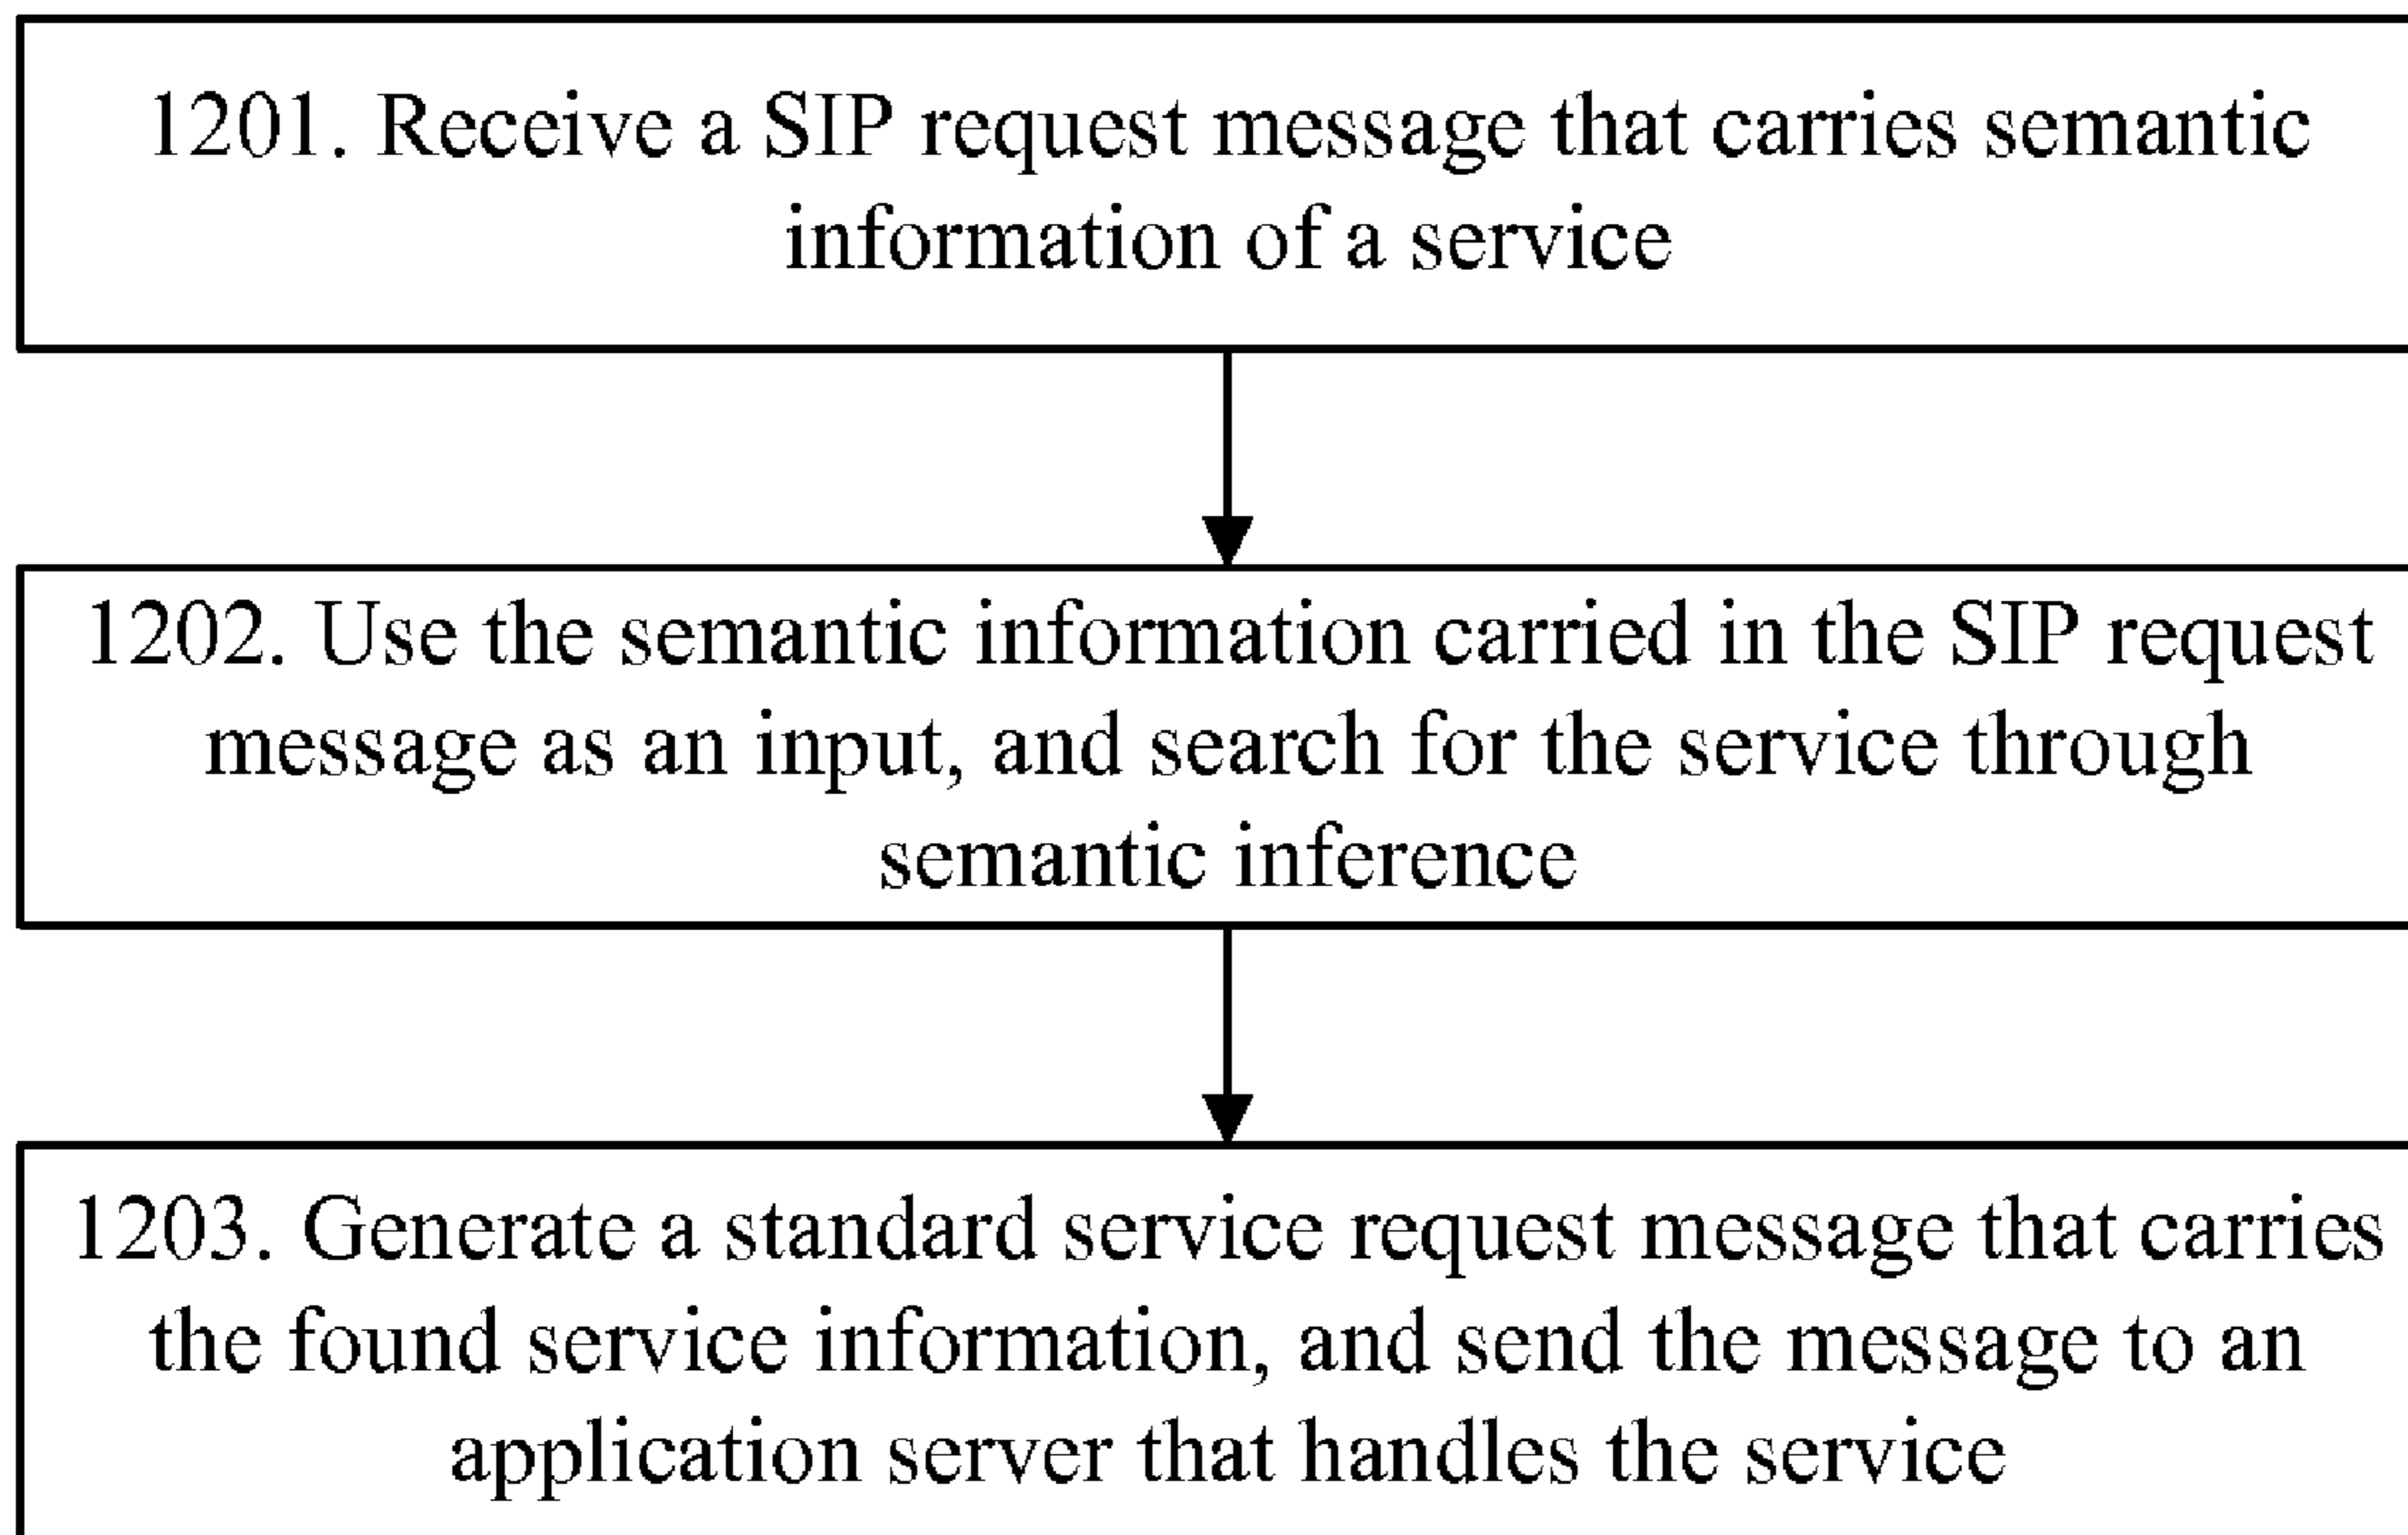 1201. Receive a SIP request message that carries semantic
information of a service
1202. Use the semantic information carried in the SIP request
message as an input, and search for the service through
semantic inference
1203. Generate a standard service request message that carries
the found service information, and send the message to an
application server that handles the service